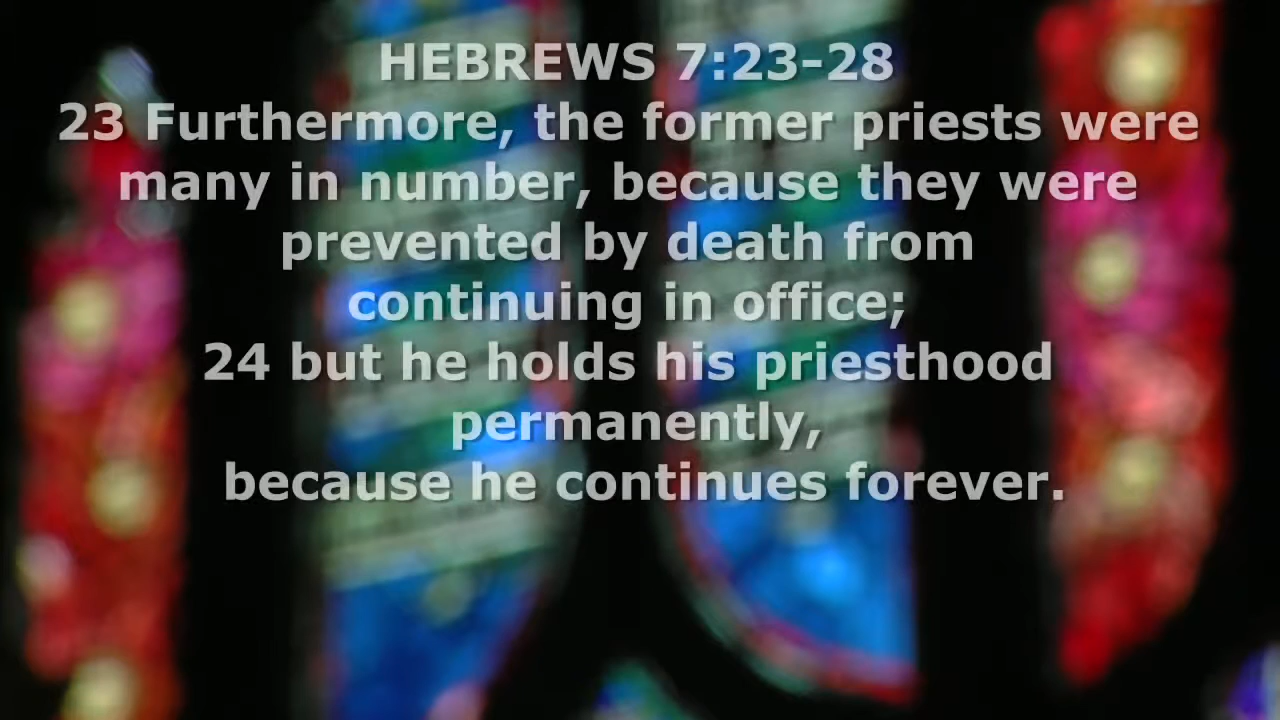 HEBREWS 7:23-28
23 Furthermore, the former priests were
many in number, because they were
prevented by death from
continuing in office;
24 but he holds his priesthood
permanently,
because he continues forever.